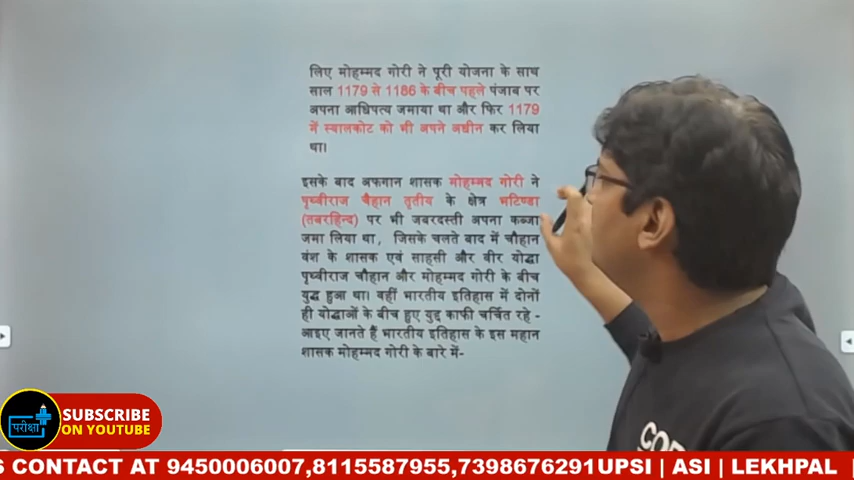 लिए मोहम्मद गोरी ने पूरी योजना के साथ
साल 1179 से 1186 के बीच पहले पंजाब पर
अपना आधिपत्य जमाया था और फिर 1179
में स्यालकोट को भी अपने अधीन कर लिया
था।
इसके बाद अफगान शासक मोहम्मद गोरी ने
पृथ्वीराज चैहान तृतीय के क्षेत्र भटिण्डा
(तबरहिन्द) पर भी जबरदस्ती अपना कब्जा
जमा लिया था, जिसके चलते बाद में चौहान
वंश के शासक एवं साहसी और वीर योद्धा
पृथ्वीराज चौहान और मोहम्मद गोरी के बीच
युद्ध हुआ था। वहीं भारतीय इतिहास में दोनों
ही योद्धाओं के बीच हुए युद्द काफी चर्चित रहे -
आइए जानते हैं भारतीय इतिहास के इस महान
शासक मोहम्मद गोरी के बारे में-
परीक्षा
SUBSCRIBE
ON YOUTUBE
S CONTACT AT 9450006007,8115587955,7398676291UPSI | ASI | LEKHPAL |